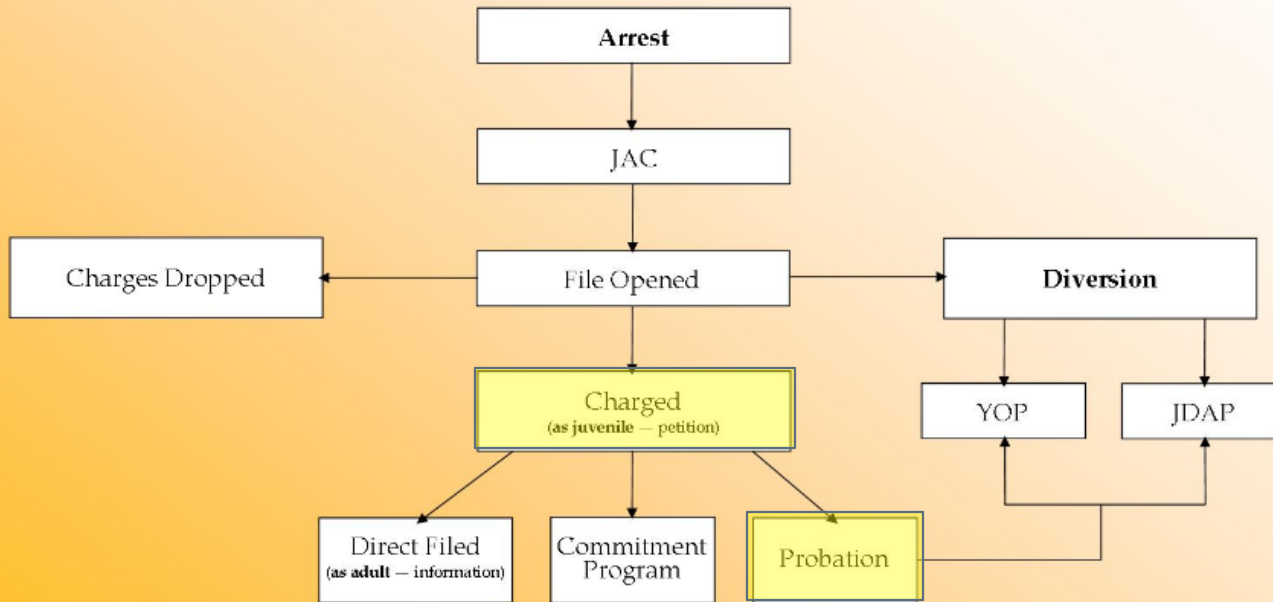 Arrest
JAC
Charges Dropped
File Opened
Diversion
Charged
(as juvenile — petition)
YOP
JDAP
Direct Filed
(as adult — information)
Commitment
Program
Probation